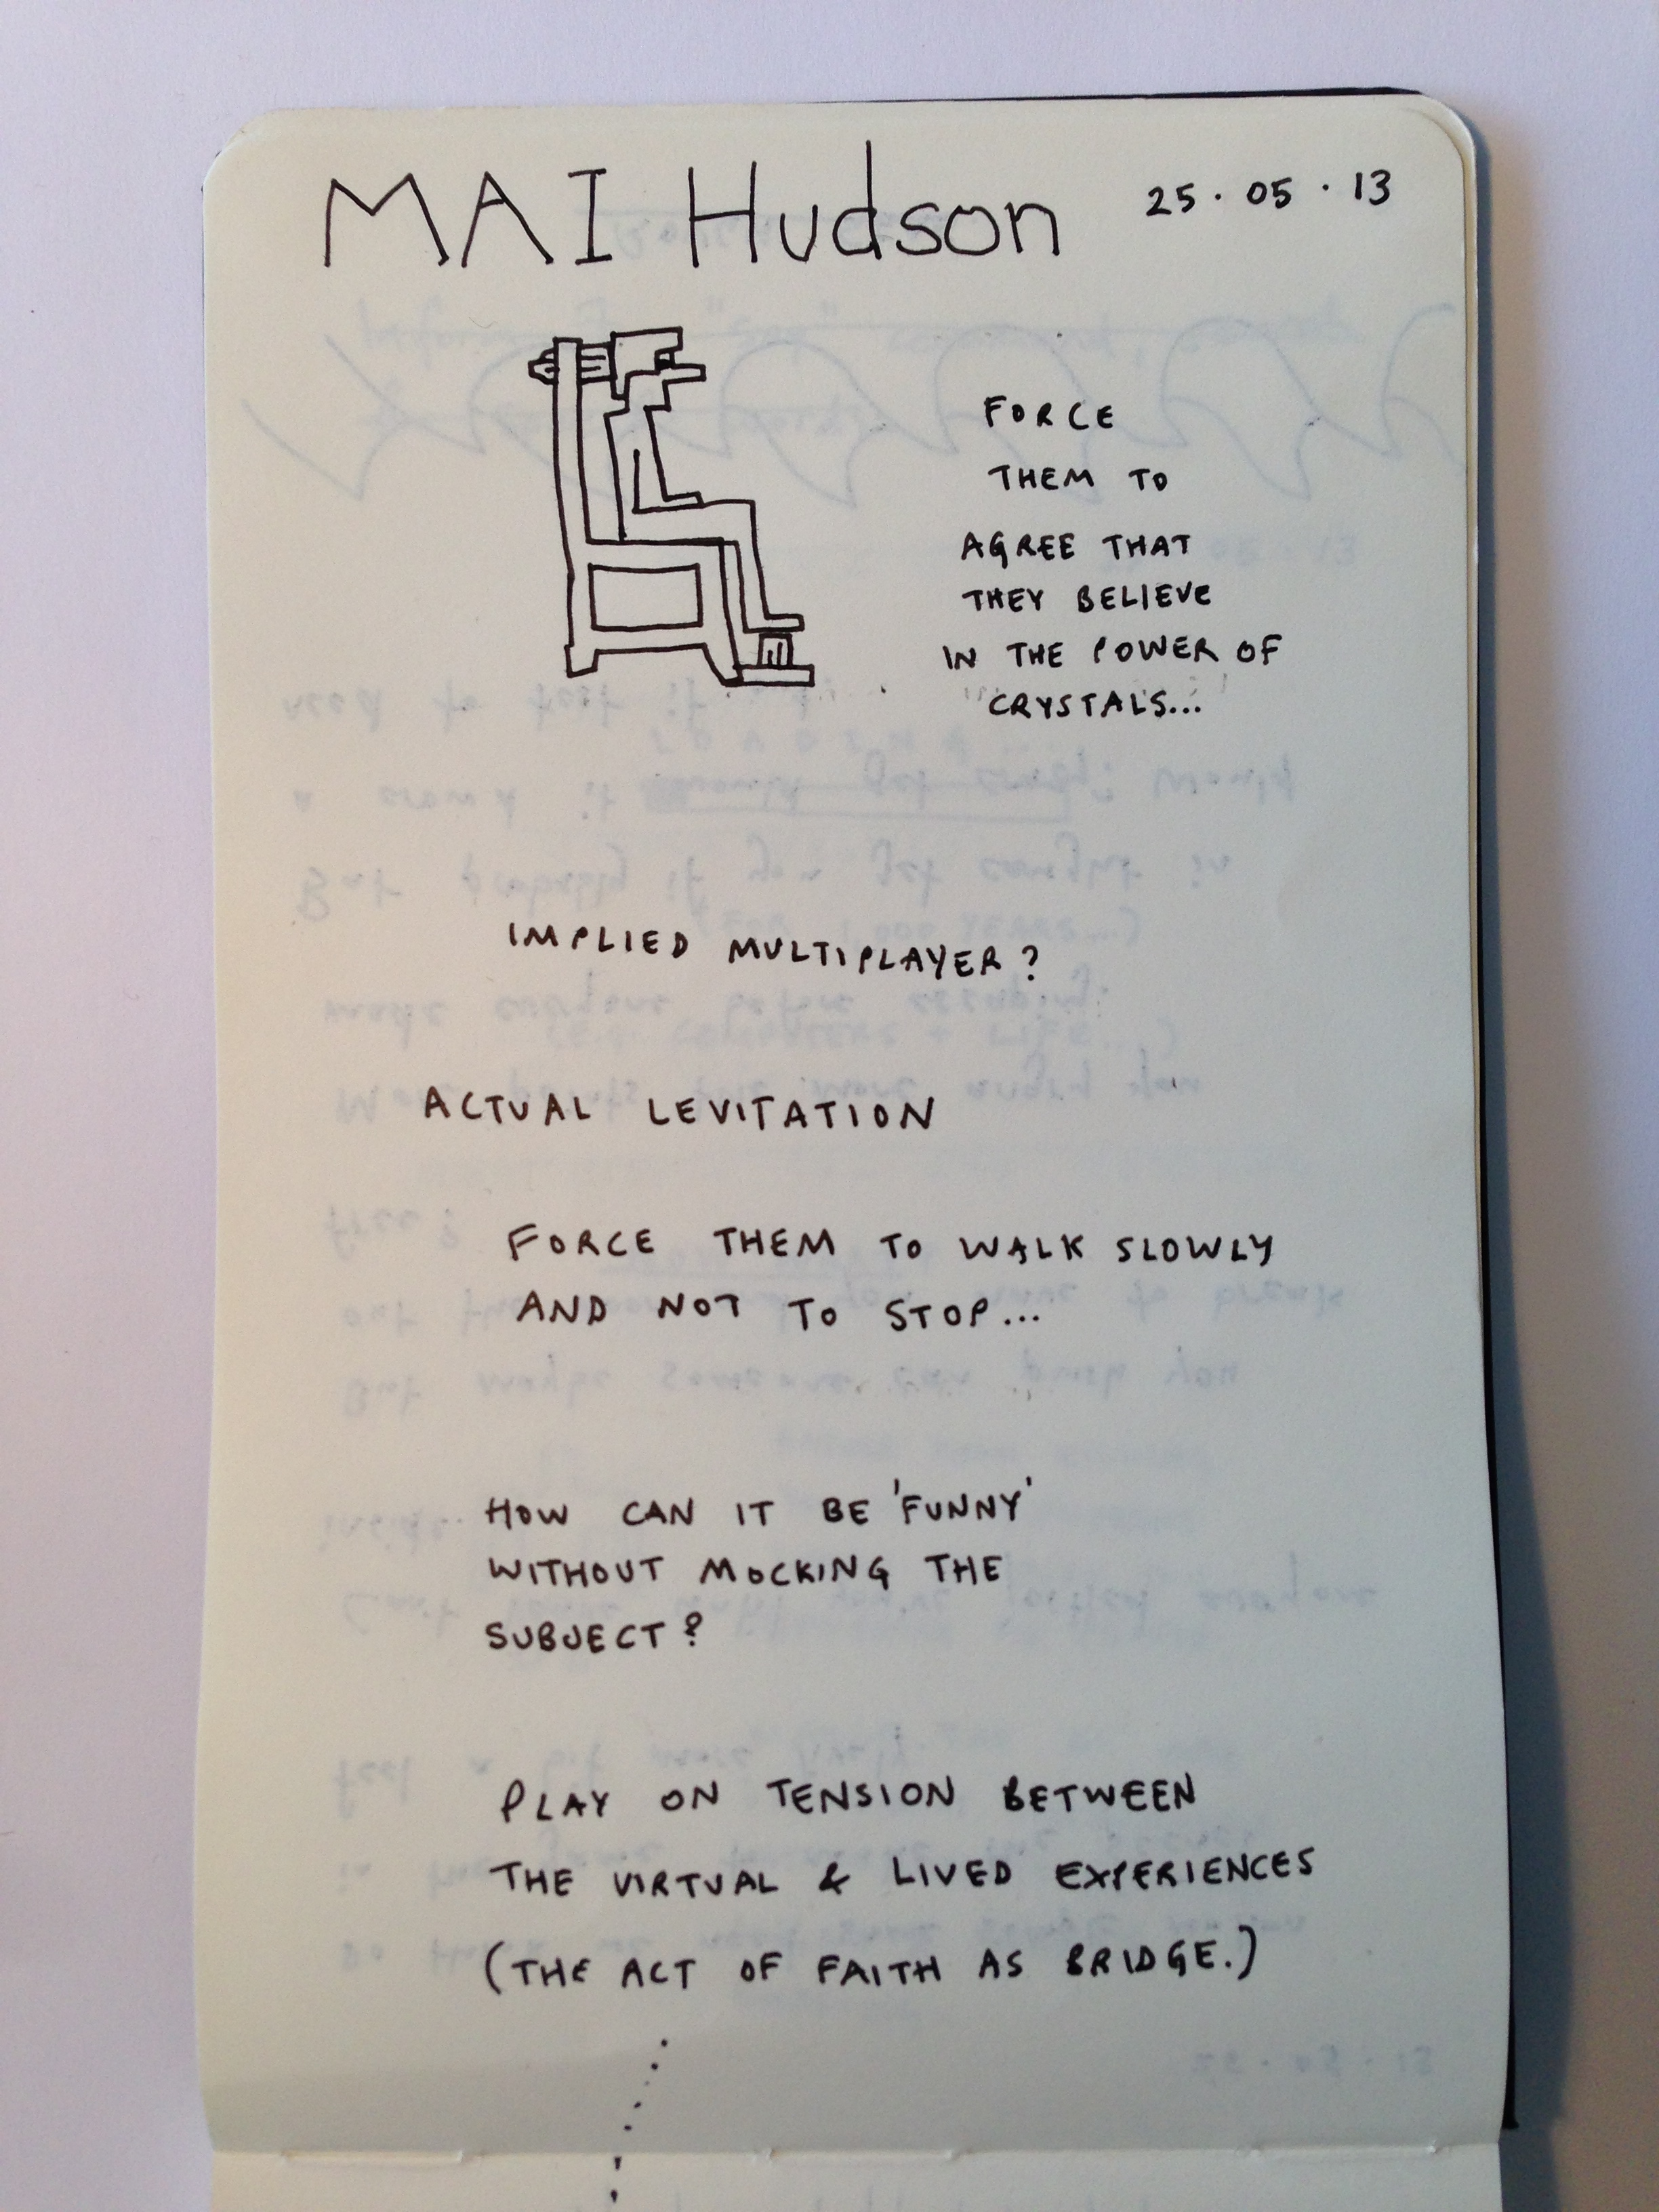 MAI Hudson 25.05.13
FORCE
THEM TO
AGREE THAT
THEY BELIEVE
IN THE POWER OF
CRYSTALS...
IMPLIED MULTIPLAYER?
ACTUAL LEVITATION
FORCE THEM TO WALK SLOWLY
AND NOT TO STOP...
HOW CAN IT BE 'FUNNY'
WITHOUT MOCKING THE
SUBJECT?
PLAY ON TENSION BETWEEN
THE VIRTUAL & LIVED EXPERIENCES
(THE ACT OF FAITH AS BRIDGE.)